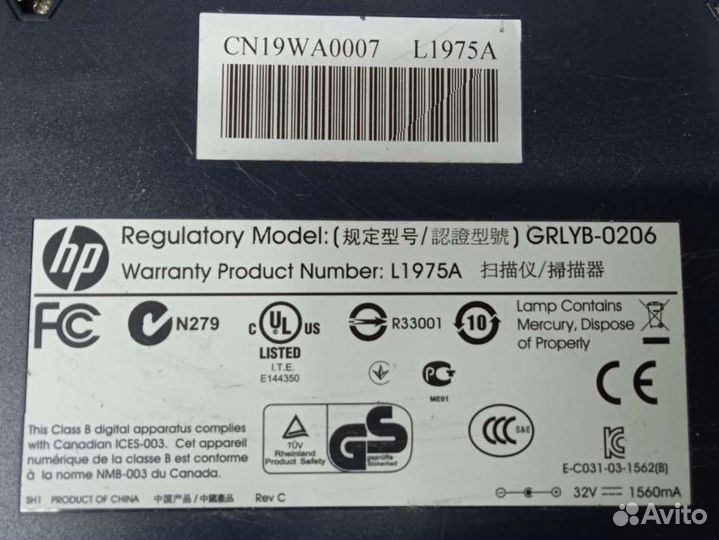 CN19WA0007 L1975A
hp
Regulatory Model: (规定型号/認證型號) GRLYB-0206
Warranty Product Number: L1975A 扫描仪/掃描器
FC N279 C UL US R33001 10
LISTED
I.T.E.
E144350
Lamp Contains
Mercury, Dispose
of Properly
PG
ME01
CE
This Class B digital apparatus complies
with Canadian ICES-003. Cet appareil
numérique de la classe B est conforme
à la norme NMB-003 du Canada.
TÜV
Rheinland
Product Safety
GS
geprüfte
Sicherheit
CCC S&E
E-C031-03-1562(B)
SH1 PRODUCT OF CHINA 中国产品 / 中國產品 Rev C
32V 1560mA
Avito